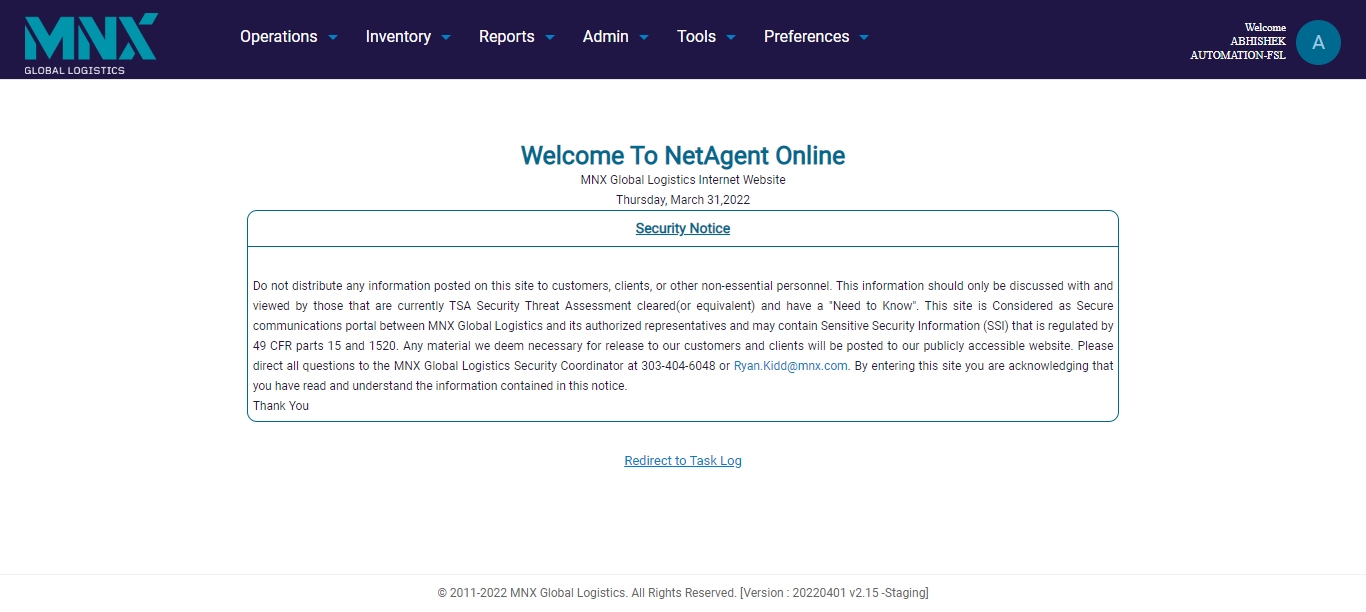 MNX
GLOBAL LOGISTICS
Operations
Inventory
Reports
Admin
Tools
Preferences
Welcome
ABHISHEK
AUTOMATION-FSL
A
Welcome To NetAgent Online
MNX Global Logistics Internet Website
Thursday, March 31,2022
Security Notice
Do not distribute any information posted on this site to customers, clients, or other non-essential personnel. This information should only be discussed with and
viewed by those that are currently TSA Security Threat Assessment cleared(or equivalent) and have a "Need to Know". This site is Considered as Secure
communications portal between MNX Global Logistics and its authorized representatives and may contain Sensitive Security Information (SSI) that is regulated by
49 CFR parts 15 and 1520. Any material we deem necessary for release to our customers and clients will be posted to our publicly accessible website. Please
direct all questions to the MNX Global Logistics Security Coordinator at 303-404-6048 or Ryan.Kidd@mnx.com. By entering this site you are acknowledging that
you have read and understand the information contained in this notice.
Thank You
Redirect to Task Log
© 2011-2022 MNX Global Logistics. All Rights Reserved. [Version : 20220401 v2.15 -Staging]